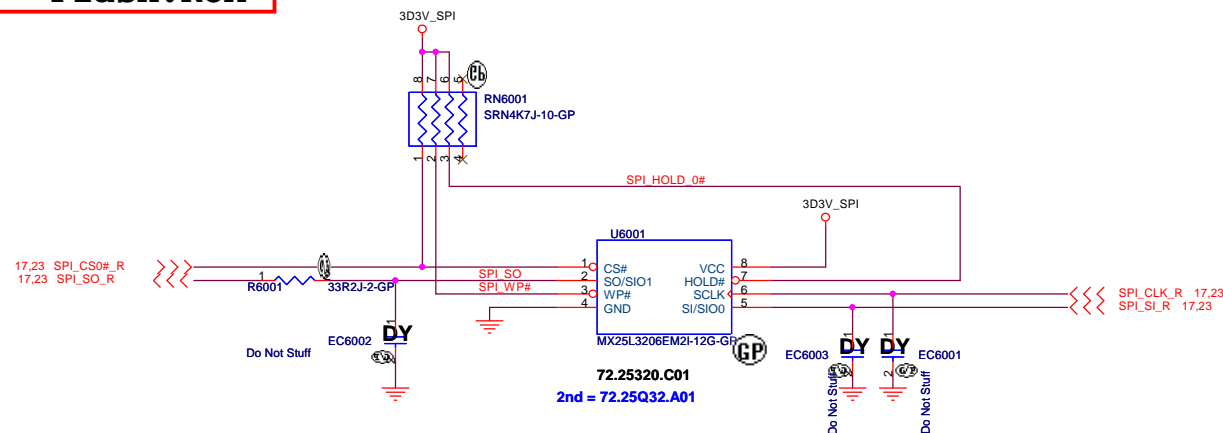 3D3V_SPI
8 7 6 5
RN6001
SRN4K7J-10-GP
1 2 3 4
SPI_HOLD_0#
3D3V_SPI
U6001
17,23 SPI_CS0#_R
17,23 SPI_SO_R
1
R6001
33R2J-2-GP
SPI_SO
SPI_WP#
1 CS#
2 SO/SIO1
3 WP#
4 GND
VCC 8
HOLD# 7
SCLK 6
SI/SIO0 5
SPI_CLK_R 17,23
SPI_SI_R 17,23
MX25L3206EM2I-12G-GP
GP
72.25320.C01
2nd = 72.25Q32.A01
Do Not Stuff
EC6002
DY
1
EC6003
DY
1
2
Do Not Stuff
DY
1
2
EC6001
Do Not Stuff